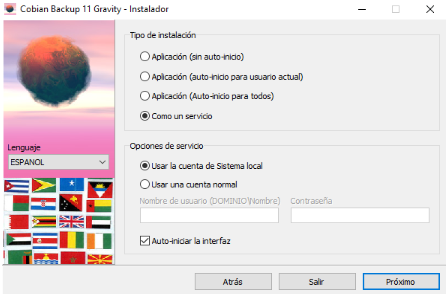 Cobian Backup 11 Gravity - Instalador
Tipo de instalación
Aplicación (sin auto-inicio)
Aplicación (auto-inicio para usuario actual)
Aplicación (Auto-inicio para todos)
Como un servicio
Lenguaje
ESPANOL
Opciones de servicio
Usar la cuenta de Sistema local
Usar una cuenta normal
Nombre de usuario (DOMINIO\Nombre) Contraseña
Auto-iniciar la interfaz
Atrás Salir Próximo